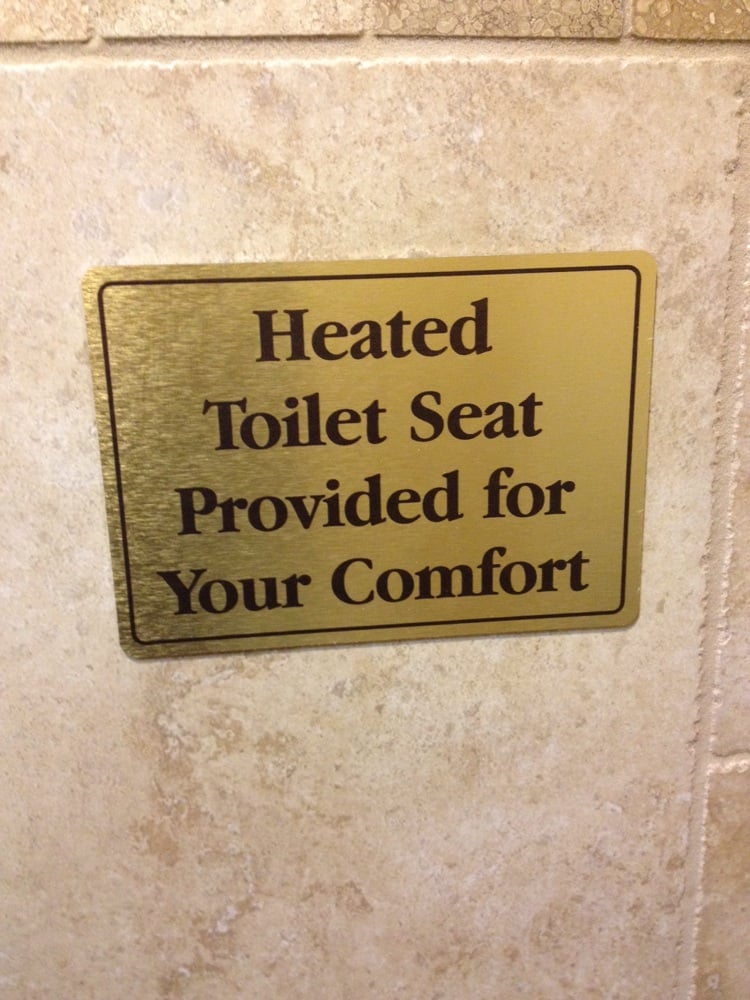 Heated
Toilet Seat
Provided for
Your Comfort